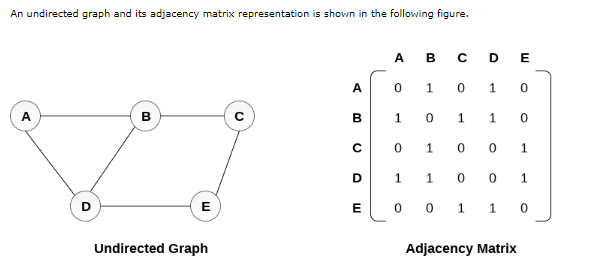 An undirected graph and its adjacency matrix representation is shown in the following figure.
A B C D E
A 0 1 0 1 0
A B C
B 1 0 1 1 0
C 0 1 0 0 1
D 1 1 0 0 1
D E
E 0 0 1 1 0
Undirected Graph
Adjacency Matrix